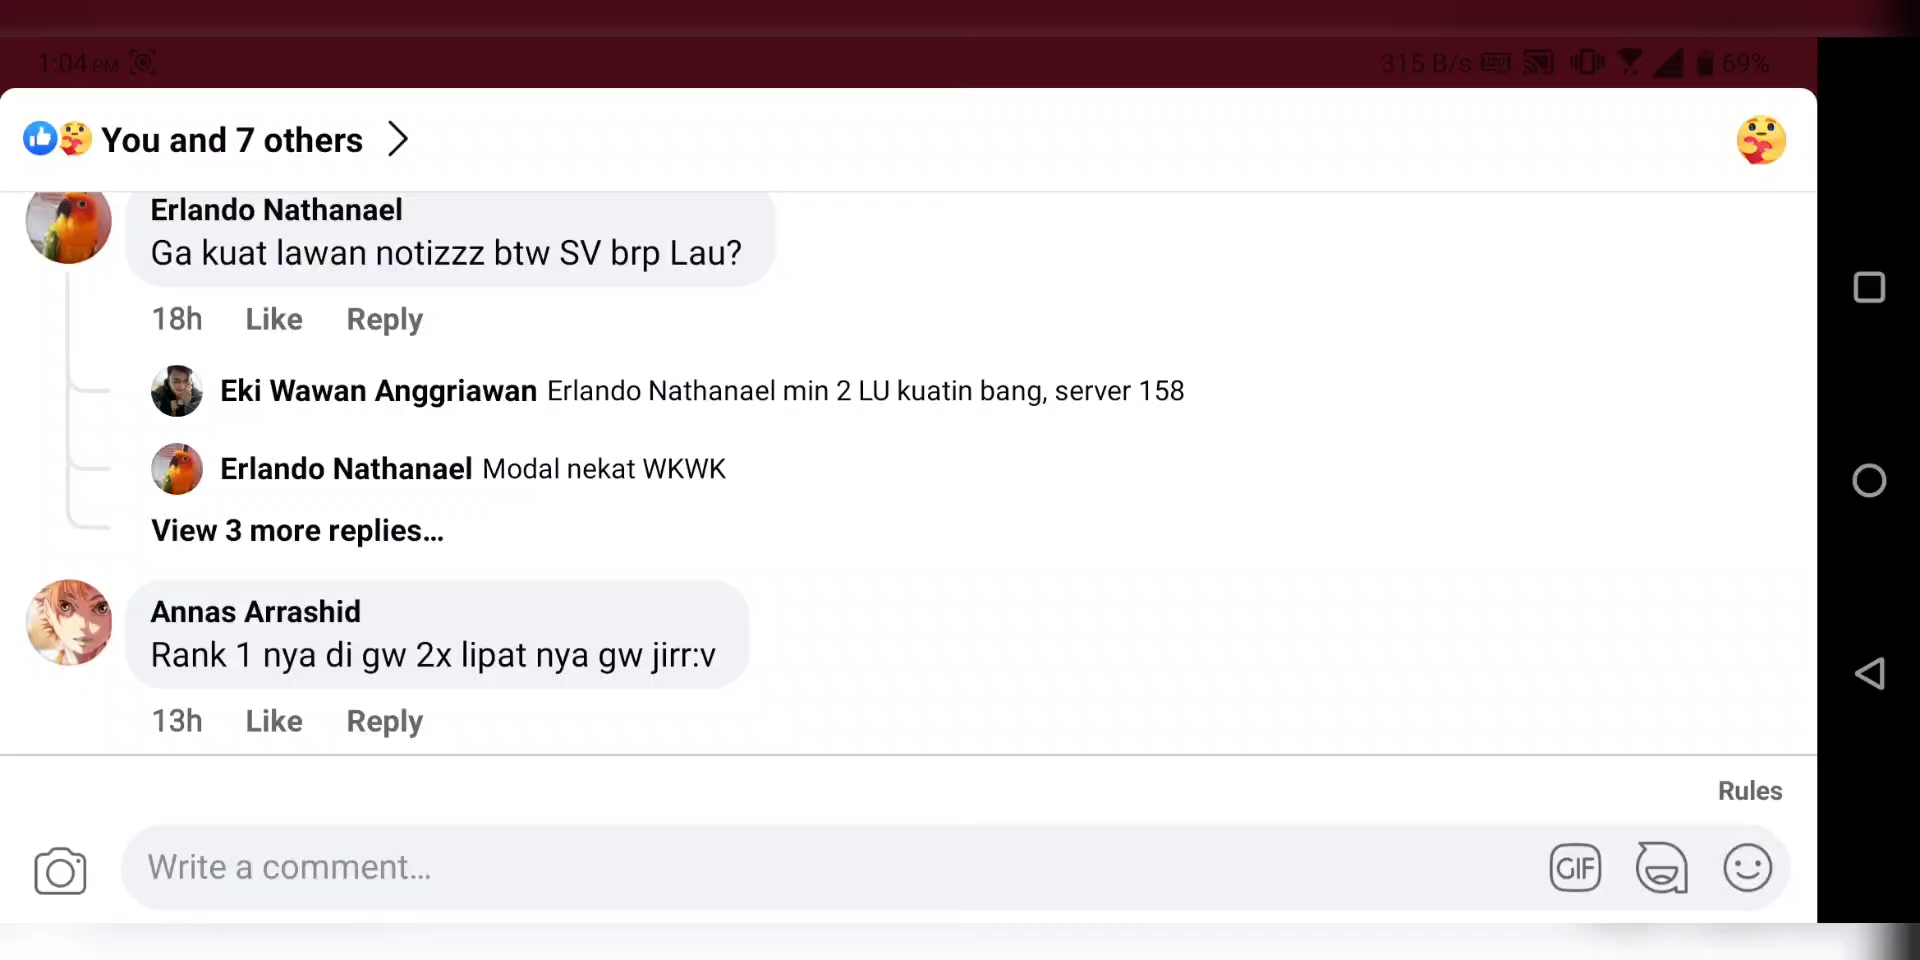 1:04 PM
315 B/s
69%
You and 7 others
Erlando Nathanael
Ga kuat lawan notizzz btw SV brp Lau?
18h Like Reply
Eki Wawan Anggriawan Erlando Nathanael min 2 LU kuatin bang, server 158
Erlando Nathanael Modal nekat WKWK
View 3 more replies...
Annas Arrashid
Rank 1 nya di gw 2x lipat nya gw jirr:v
13h Like Reply
Rules
Write a comment...
GIF